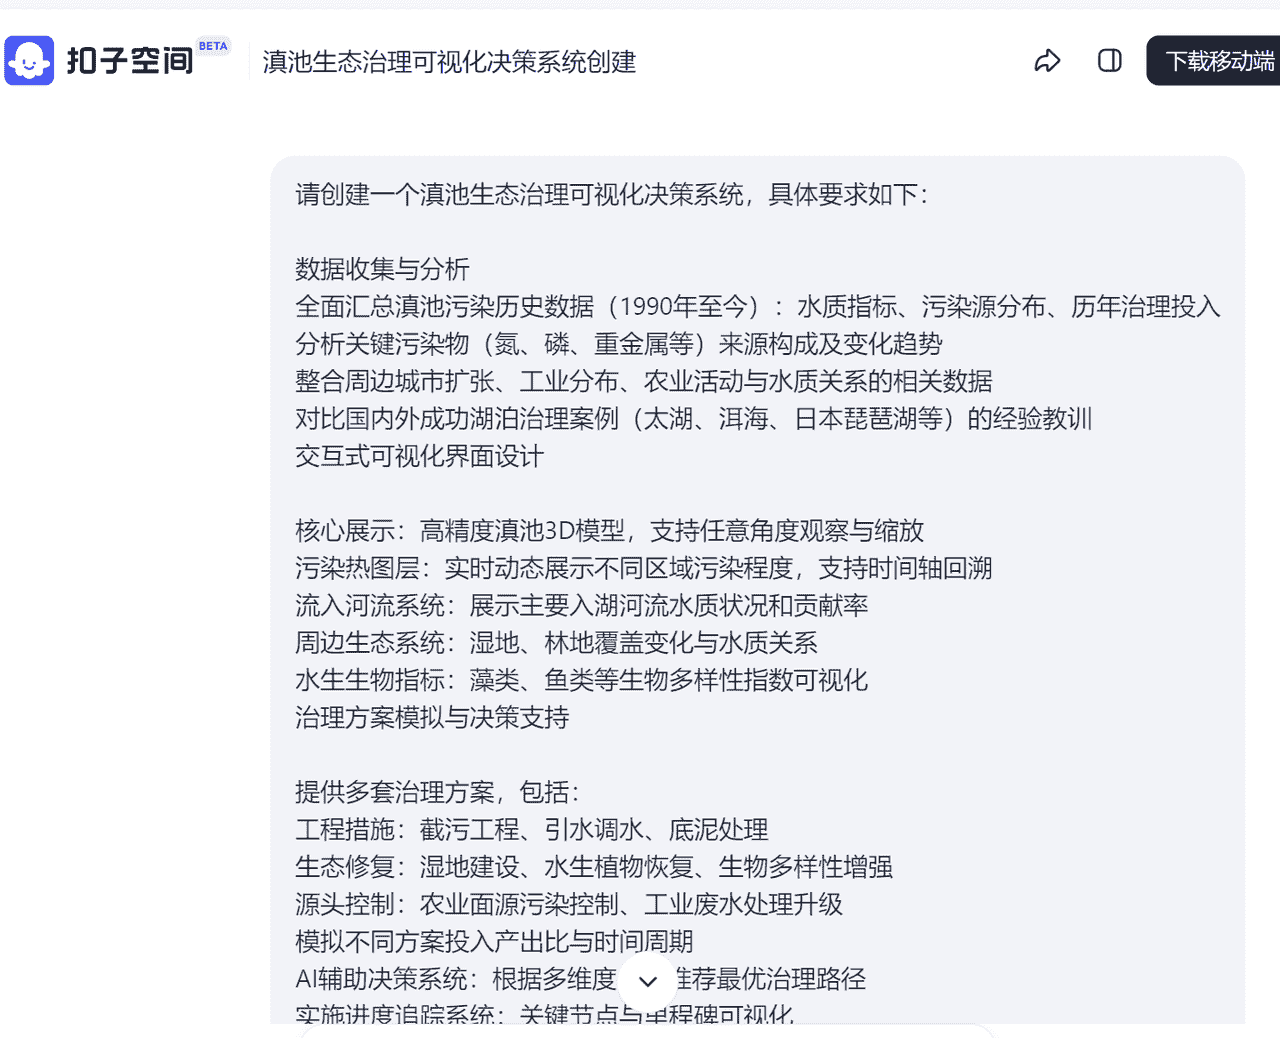 扣子空间 BETA 滇池生态治理可视化决策系统创建 下载移动端
请创建一个滇池生态治理可视化决策系统，具体要求如下：
数据收集与分析
全面汇总滇池污染历史数据（1990年至今）：水质指标、污染源分布、历年治理投入
分析关键污染物（氮、磷、重金属等）来源构成及变化趋势
整合周边城市扩张、工业分布、农业活动与水质关系的相关数据
对比国内外成功湖泊治理案例（太湖、洱海、日本琵琶湖等）的经验教训
交互式可视化界面设计
核心展示：高精度滇池3D模型，支持任意角度观察与缩放
污染热图层：实时动态展示不同区域污染程度，支持时间轴回溯
流入河流系统：展示主要入湖河流水质状况和贡献率
周边生态系统：湿地、林地覆盖变化与水质关系
水生生物指标：藻类、鱼类等生物多样性指数可视化
治理方案模拟与决策支持
提供多套治理方案，包括：
工程措施：截污工程、引水调水、底泥处理
生态修复：湿地建设、水生植物恢复、生物多样性增强
源头控制：农业面源污染控制、工业废水处理升级
模拟不同方案投入产出比与时间周期
AI辅助决策系统：根据多维度 推荐最优治理路径
实施进度追踪系统：关键节点与里程碑可视化